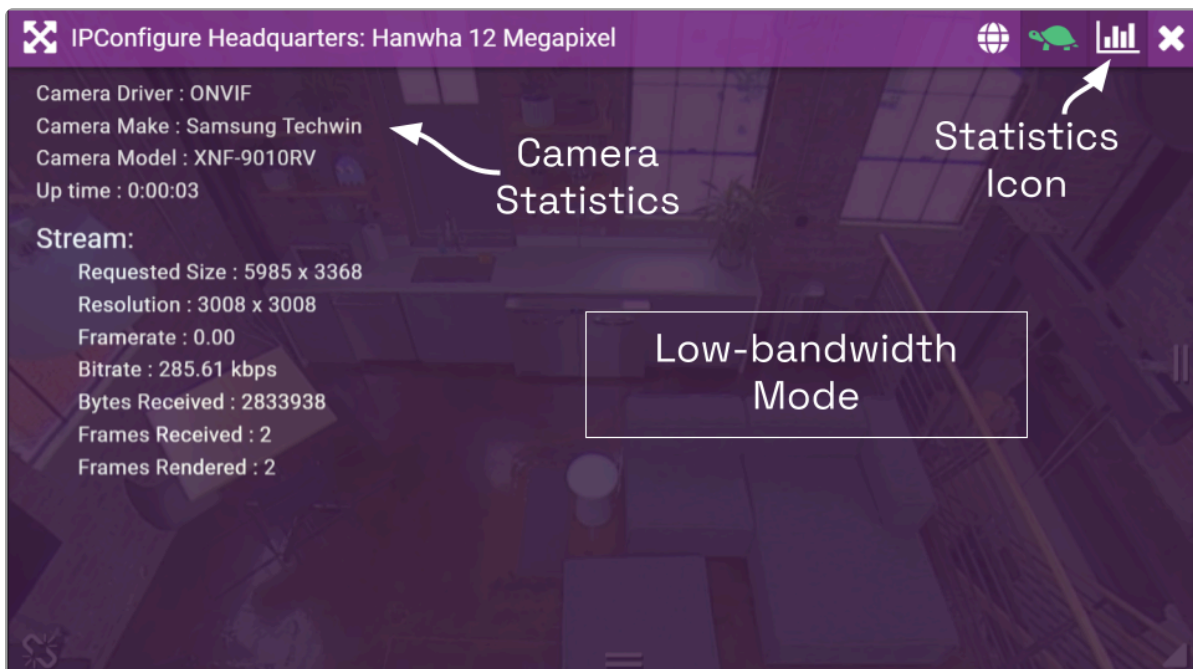 IPConfigure Headquarters: Hanwha 12 Megapixel
Camera Driver : ONVIF
Camera Make : Samsung Techwin
Camera Model : XNF-9010RV
Up time : 0:00:03
Camera
Statistics
Statistics
Icon
Stream:
Requested Size : 5985 x 3368
Resolution : 3008 x 3008
Framerate : 0.00
Bitrate : 285.61 kbps
Bytes Received : 2833938
Frames Received : 2
Frames Rendered : 2
Low-bandwidth
Mode